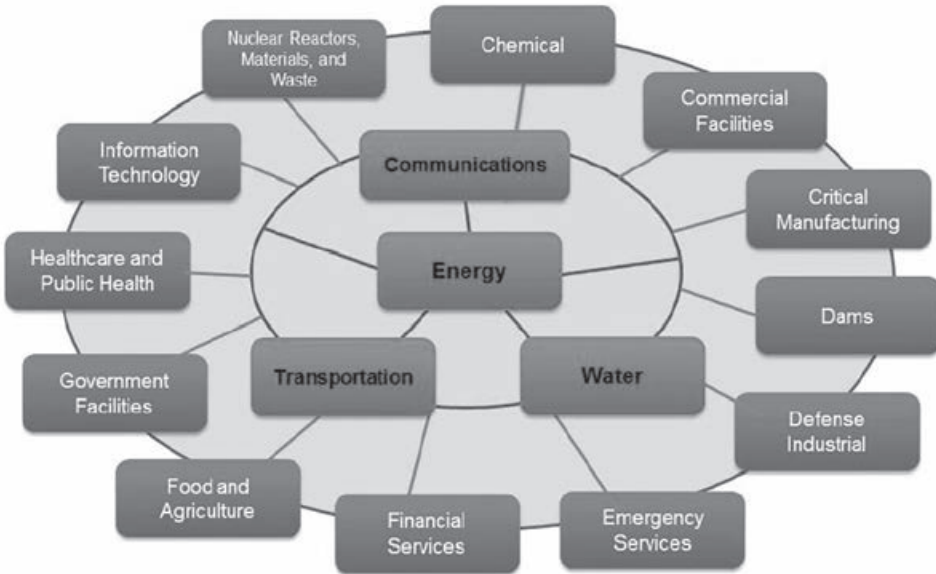 Nuclear Reactors,
Materials, and
Waste
Chemical
Commercial
Facilities
Information
Technology
Communications
Critical
Manufacturing
Healthcare and
Public Health
Energy
Dams
Government
Facilities
Transportation
Water
Defense
Industrial
Food and
Agriculture
Financial
Services
Emergency
Services